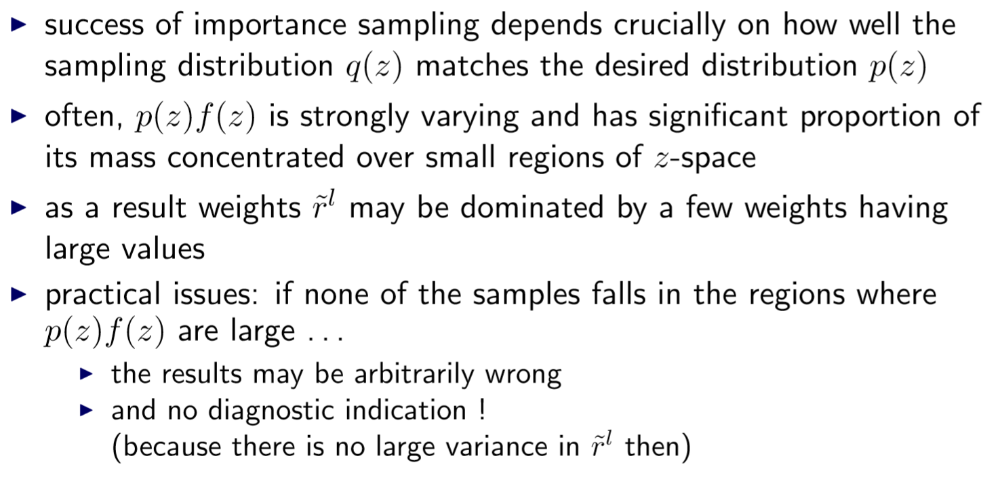 ▶ success of importance sampling depends crucially on how well the
sampling distribution q(z) matches the desired distribution p(z)
▶ often, p(z)f(z) is strongly varying and has significant proportion of
its mass concentrated over small regions of z-space
▶ as a result weights r̃ˡ may be dominated by a few weights having
large values
▶ practical issues: if none of the samples falls in the regions where
p(z)f(z) are large . . .
▶ the results may be arbitrarily wrong
▶ and no diagnostic indication !
(because there is no large variance in r̃ˡ then)